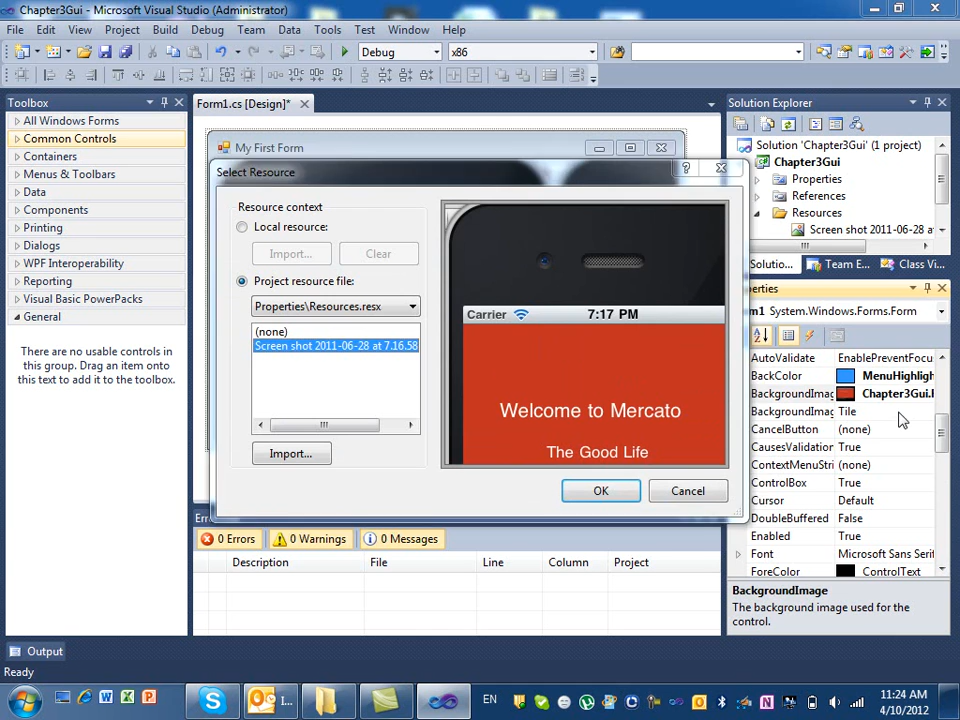 Chapter3Gui - Microsoft Visual Studio (Administrator)
File Edit View Project Build Debug Team Data Tools Test Window Help
Debug x86
Toolbox
All Windows Forms
Common Controls
Containers
Menus & Toolbars
Data
Components
Printing
Dialogs
WPF Interoperability
Reporting
Visual Basic PowerPacks
General
There are no usable controls in
this group. Drag an item onto
this text to add it to the toolbox.
Form1.cs [Design]*
My First Form
Select Resource
Resource context
Local resource:
Import... Clear
Project resource file:
Properties\Resources.resx
(none)
Screen shot 2011-06-28 at 7.16.58
Import...
Carrier 7:17 PM
Welcome to Mercato
The Good Life
OK Cancel
0 Errors 0 Warnings 0 Messages
Description File Line Column Project
Solution Explorer
Solution 'Chapter3Gui' (1 project)
Chapter3Gui
Properties
References
Resources
Screen shot 2011-06-28 a
Solutio... Team E... Class Vi...
operties
m1 System.Windows.Forms.Form
AutoValidate EnablePreventFocu
BackColor MenuHighligh
BackgroundImag Chapter3Gui.
BackgroundImag Tile
CancelButton (none)
CausesValidation True
ContextMenuStri (none)
ControlBox True
Cursor Default
DoubleBuffered False
Enabled True
Font Microsoft Sans Seri
ForeColor ControlText
BackgroundImage
The background image used for the
control.
Output
Ready
I...
EN
11:24 AM
4/10/2012